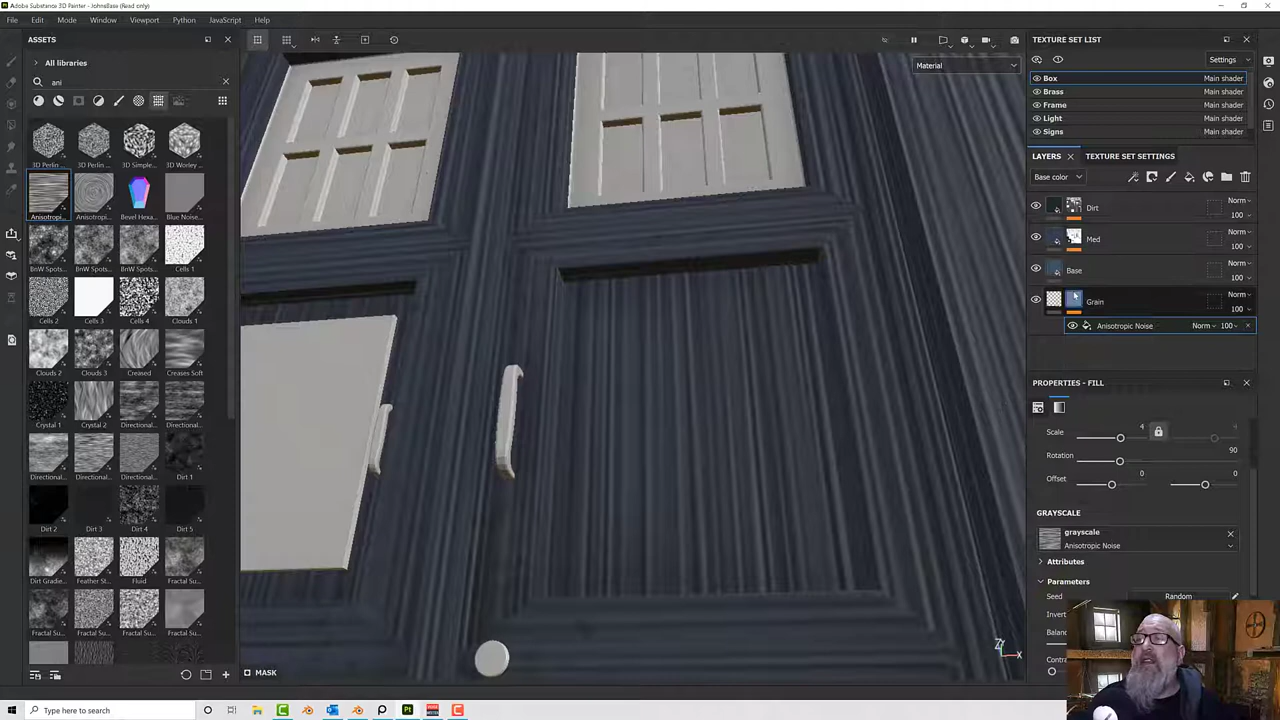 Adobe Substance 3D Painter - JohnsBase (Read only)
File Edit Mode Window Viewport Python JavaScript Help
ASSETS
All libraries
ani
3D Perlin ... 3D Perlin ... 3D Simple... 3D Worley ...
Anisotropi... Anisotropi... Bevel Hexa... Blue Noise...
BnW Spots... BnW Spots... BnW Spots... Cells 1
Cells 2 Cells 3 Cells 4 Clouds 1
Clouds 2 Clouds 3 Creased Creases Soft
Crystal 1 Crystal 2 Directional... Directional...
Directional... Directional... Directional... Dirt 1
Dirt 2 Dirt 3 Dirt 4 Dirt 5
Dirt Gradie... Feather St... Fluid Fractal Su...
Fractal Su... Fractal Su... Fractal Su... Fractal Su...
Material
MASK
Z
X
TEXTURE SET LIST
Settings
Box Main shader
Brass Main shader
Frame Main shader
Light Main shader
Signs Main shader
LAYERS TEXTURE SET SETTINGS
Base color
Dirt Norm 100
Med Norm 100
Base Norm 100
Grain Norm 100
Anisotropic Noise Norm 100
PROPERTIES - FILL
Scale 4
Rotation 90
Offset 0 0
GRAYSCALE
grayscale
Anisotropic Noise
Attributes
Parameters
Seed Random
Invert
Balanc
Contra
Type here to search